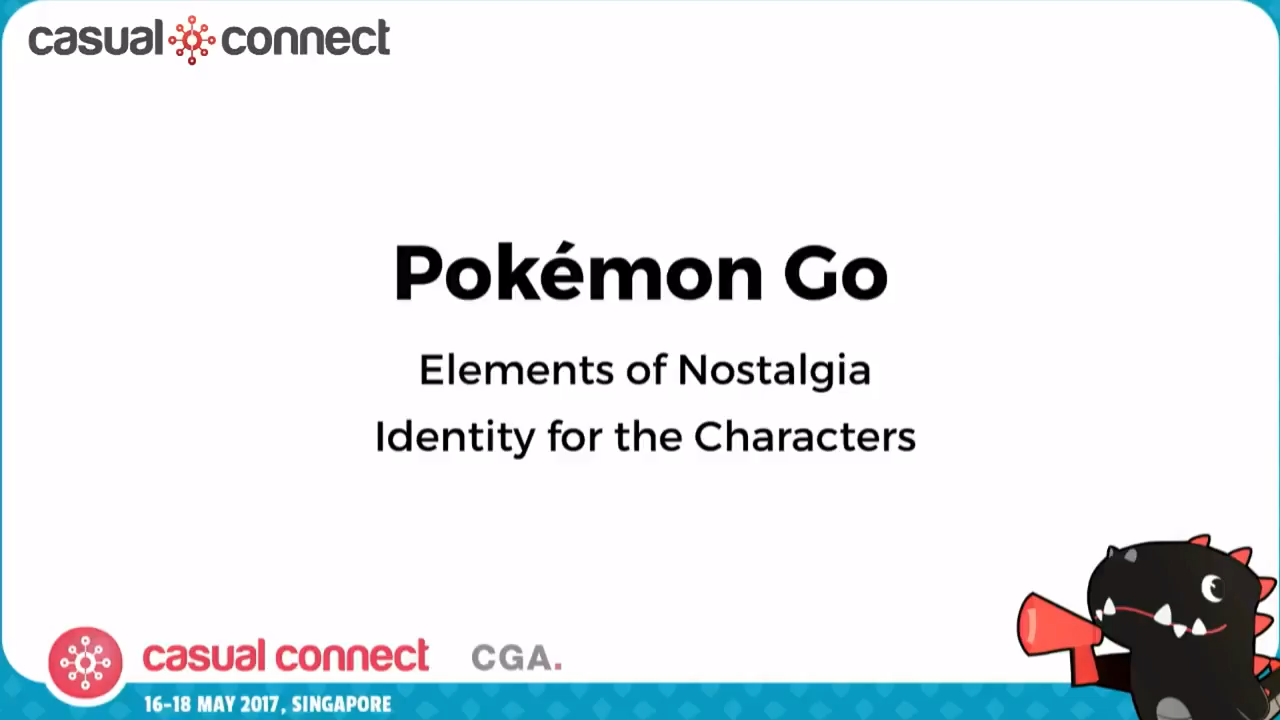 casual connect
Pokémon Go
Elements of Nostalgia
Identity for the Characters
casual connect CGA.
16-18 MAY 2017, SINGAPORE